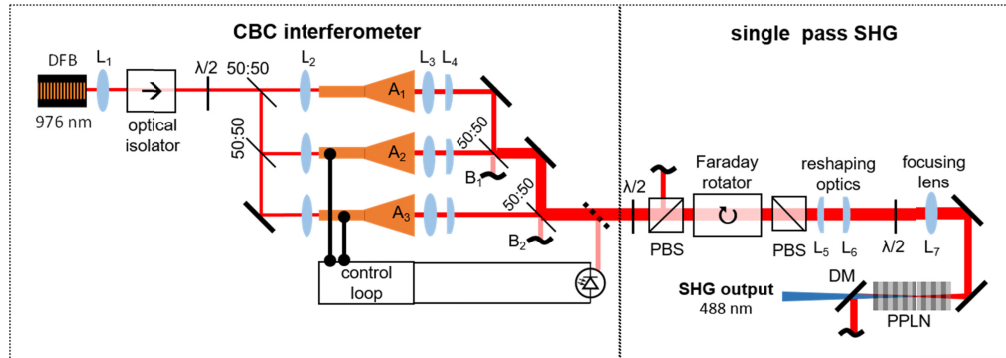 CBC interferometer
single pass SHG
DFB
L1
λ/2
50:50
L2
L3
L4
A1
976 nm
optical
isolator
50:50
A2
50:50
B1
A3
50:50
B2
control
loop
λ/2
PBS
Faraday
rotator
PBS
reshaping
optics
L5
L6
λ/2
focusing
lens
L7
DM
SHG output
488 nm
PPLN